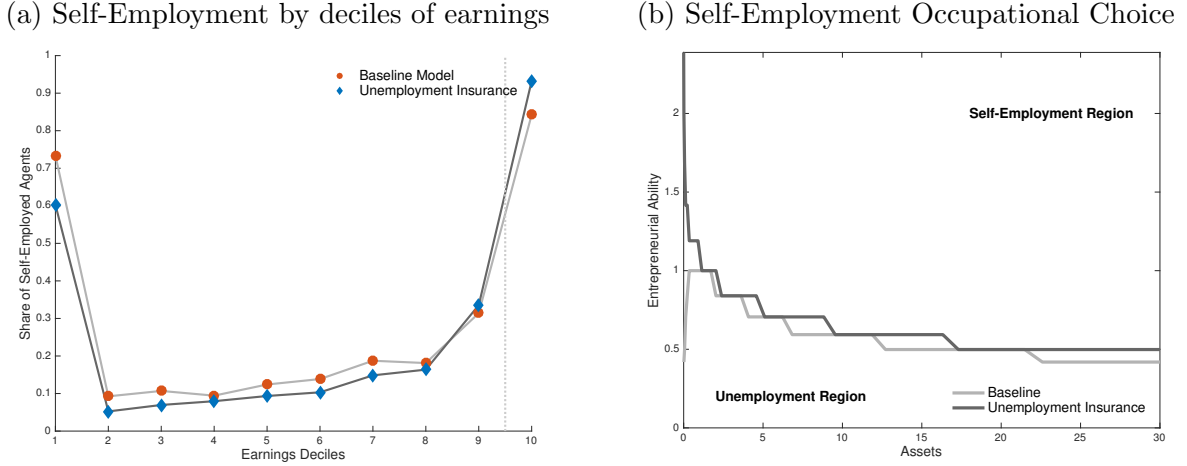 (a) Self-Employment by deciles of earnings
1
0.9
0.8
0.7
0.6
0.5
0.4
0.3
0.2
0.1
0
Share of Self-Employed Agents
Baseline Model
Unemployment Insurance
1 2 3 4 5 6 7 8 9 10
Earnings Deciles
(b) Self-Employment Occupational Choice
2
1.5
1
0.5
0
Entrepreneurial Ability
Self-Employment Region
Unemployment Region
Baseline
Unemployment Insurance
0 5 10 15 20 25 30
Assets